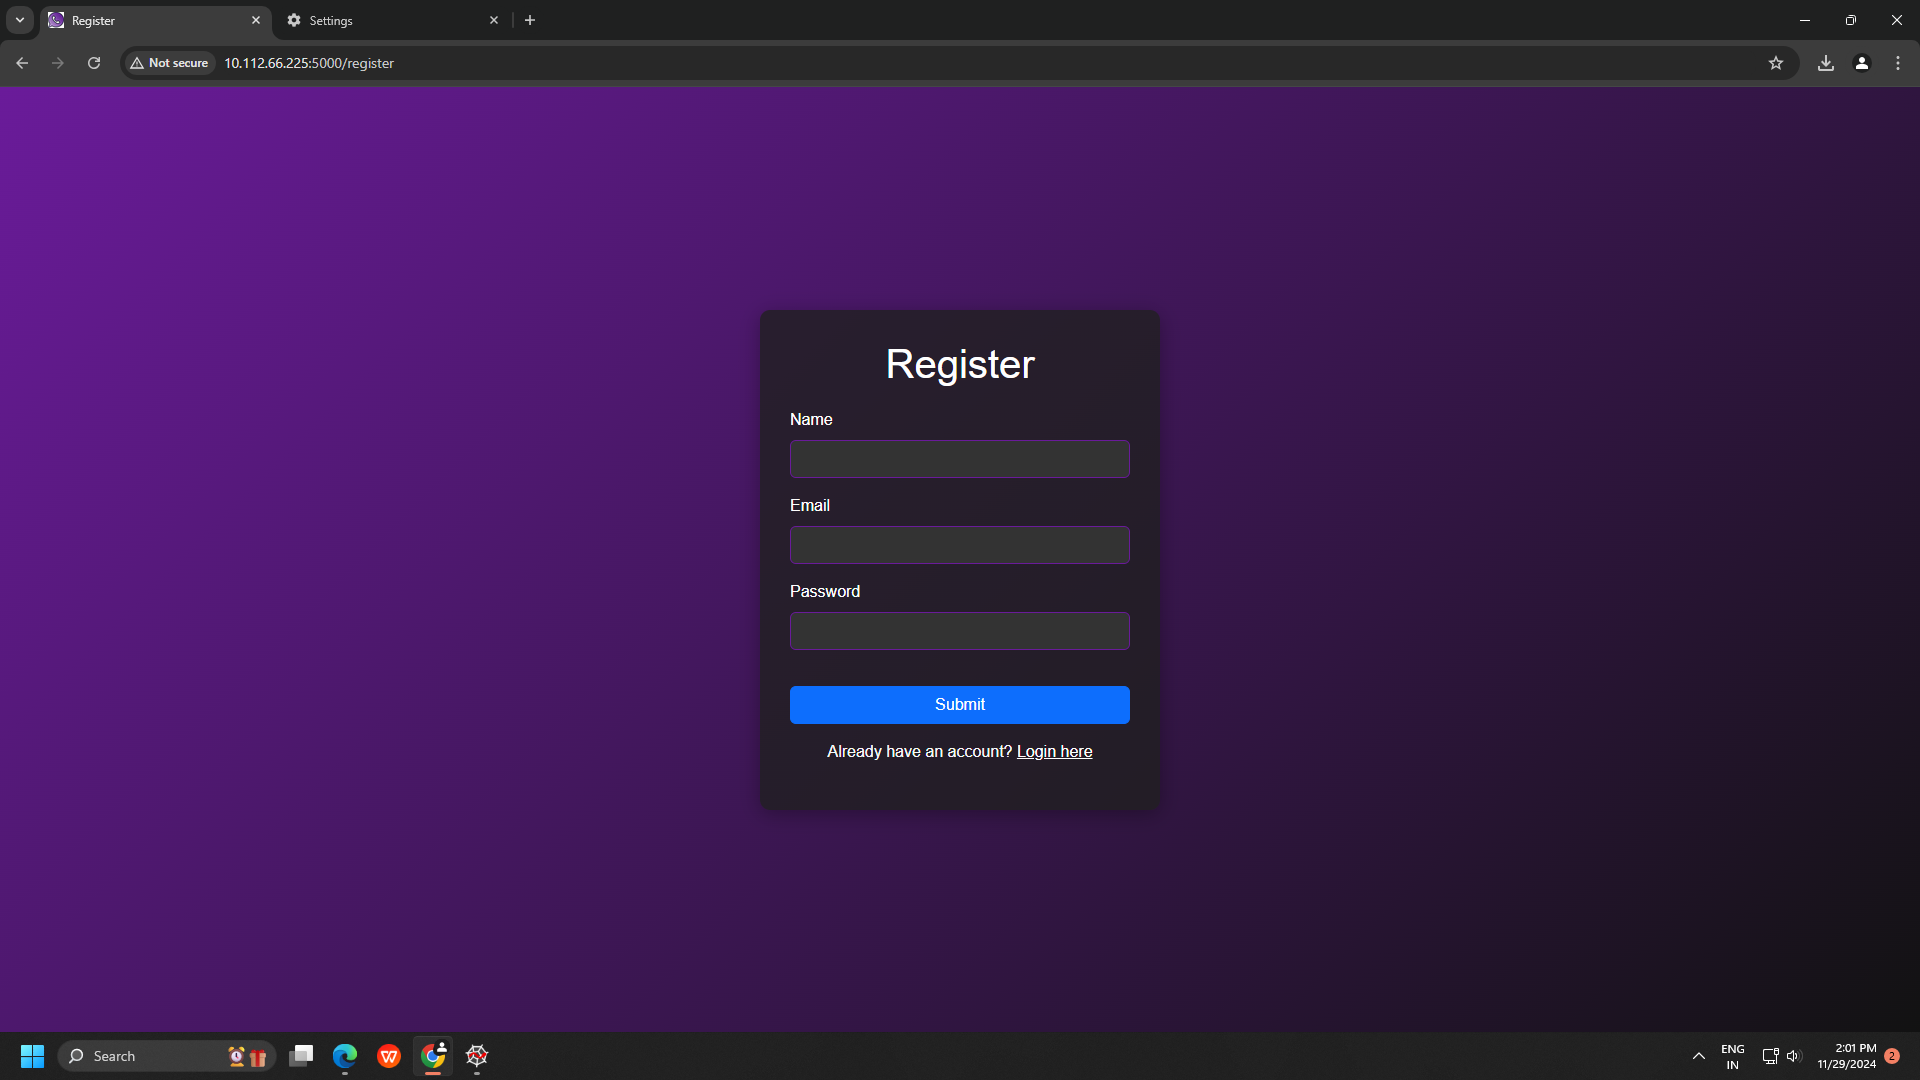 Register
Settings
Not secure
10.112.66.225:5000/register
Register
Name
Email
Password
Submit
Already have an account? Login here
Search
ENG
IN
2:01 PM
11/29/2024
2